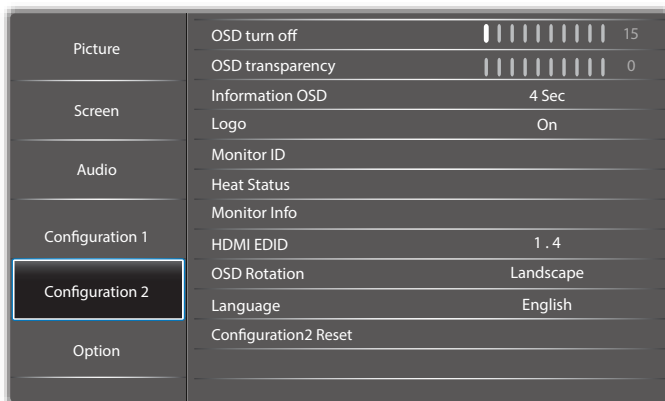 Picture
Screen
Audio
Configuration 1
Configuration 2
Option
OSD turn off 15
OSD transparency 0
Information OSD 4 Sec
Logo On
Monitor ID
Heat Status
Monitor Info
HDMI EDID 1 . 4
OSD Rotation Landscape
Language English
Configuration2 Reset